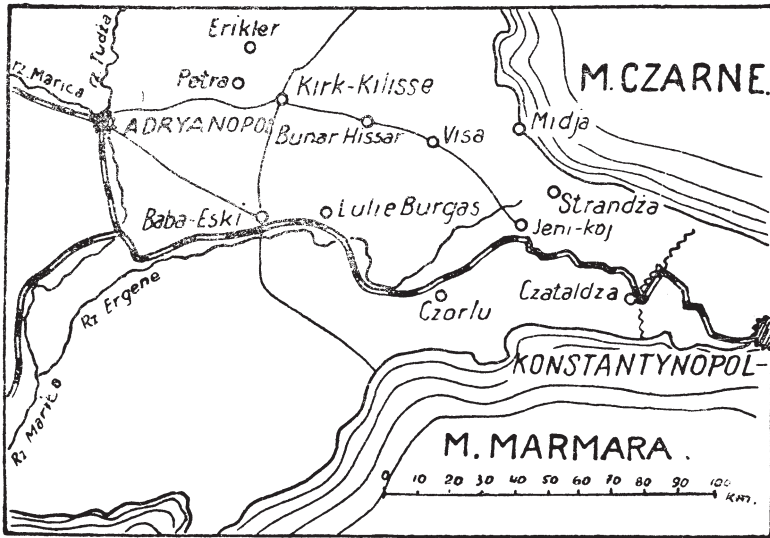 Erikler
rz. Tudża
rz. Marica
Petra
Kirk-Kilisse
M. CZARNE.
ADRYANOPOL
Bunar Hissar
Visa
Midja
Baba-Eski
Lulie Burgas
Strandża
Jeni-koj
Rz Ergene
Czorlu
Czataldza
KONSTANTYNOPOL-
Rz Marica
M. MARMARA.
0 10 20 30 40 50 60 70 80 90 100
KM.